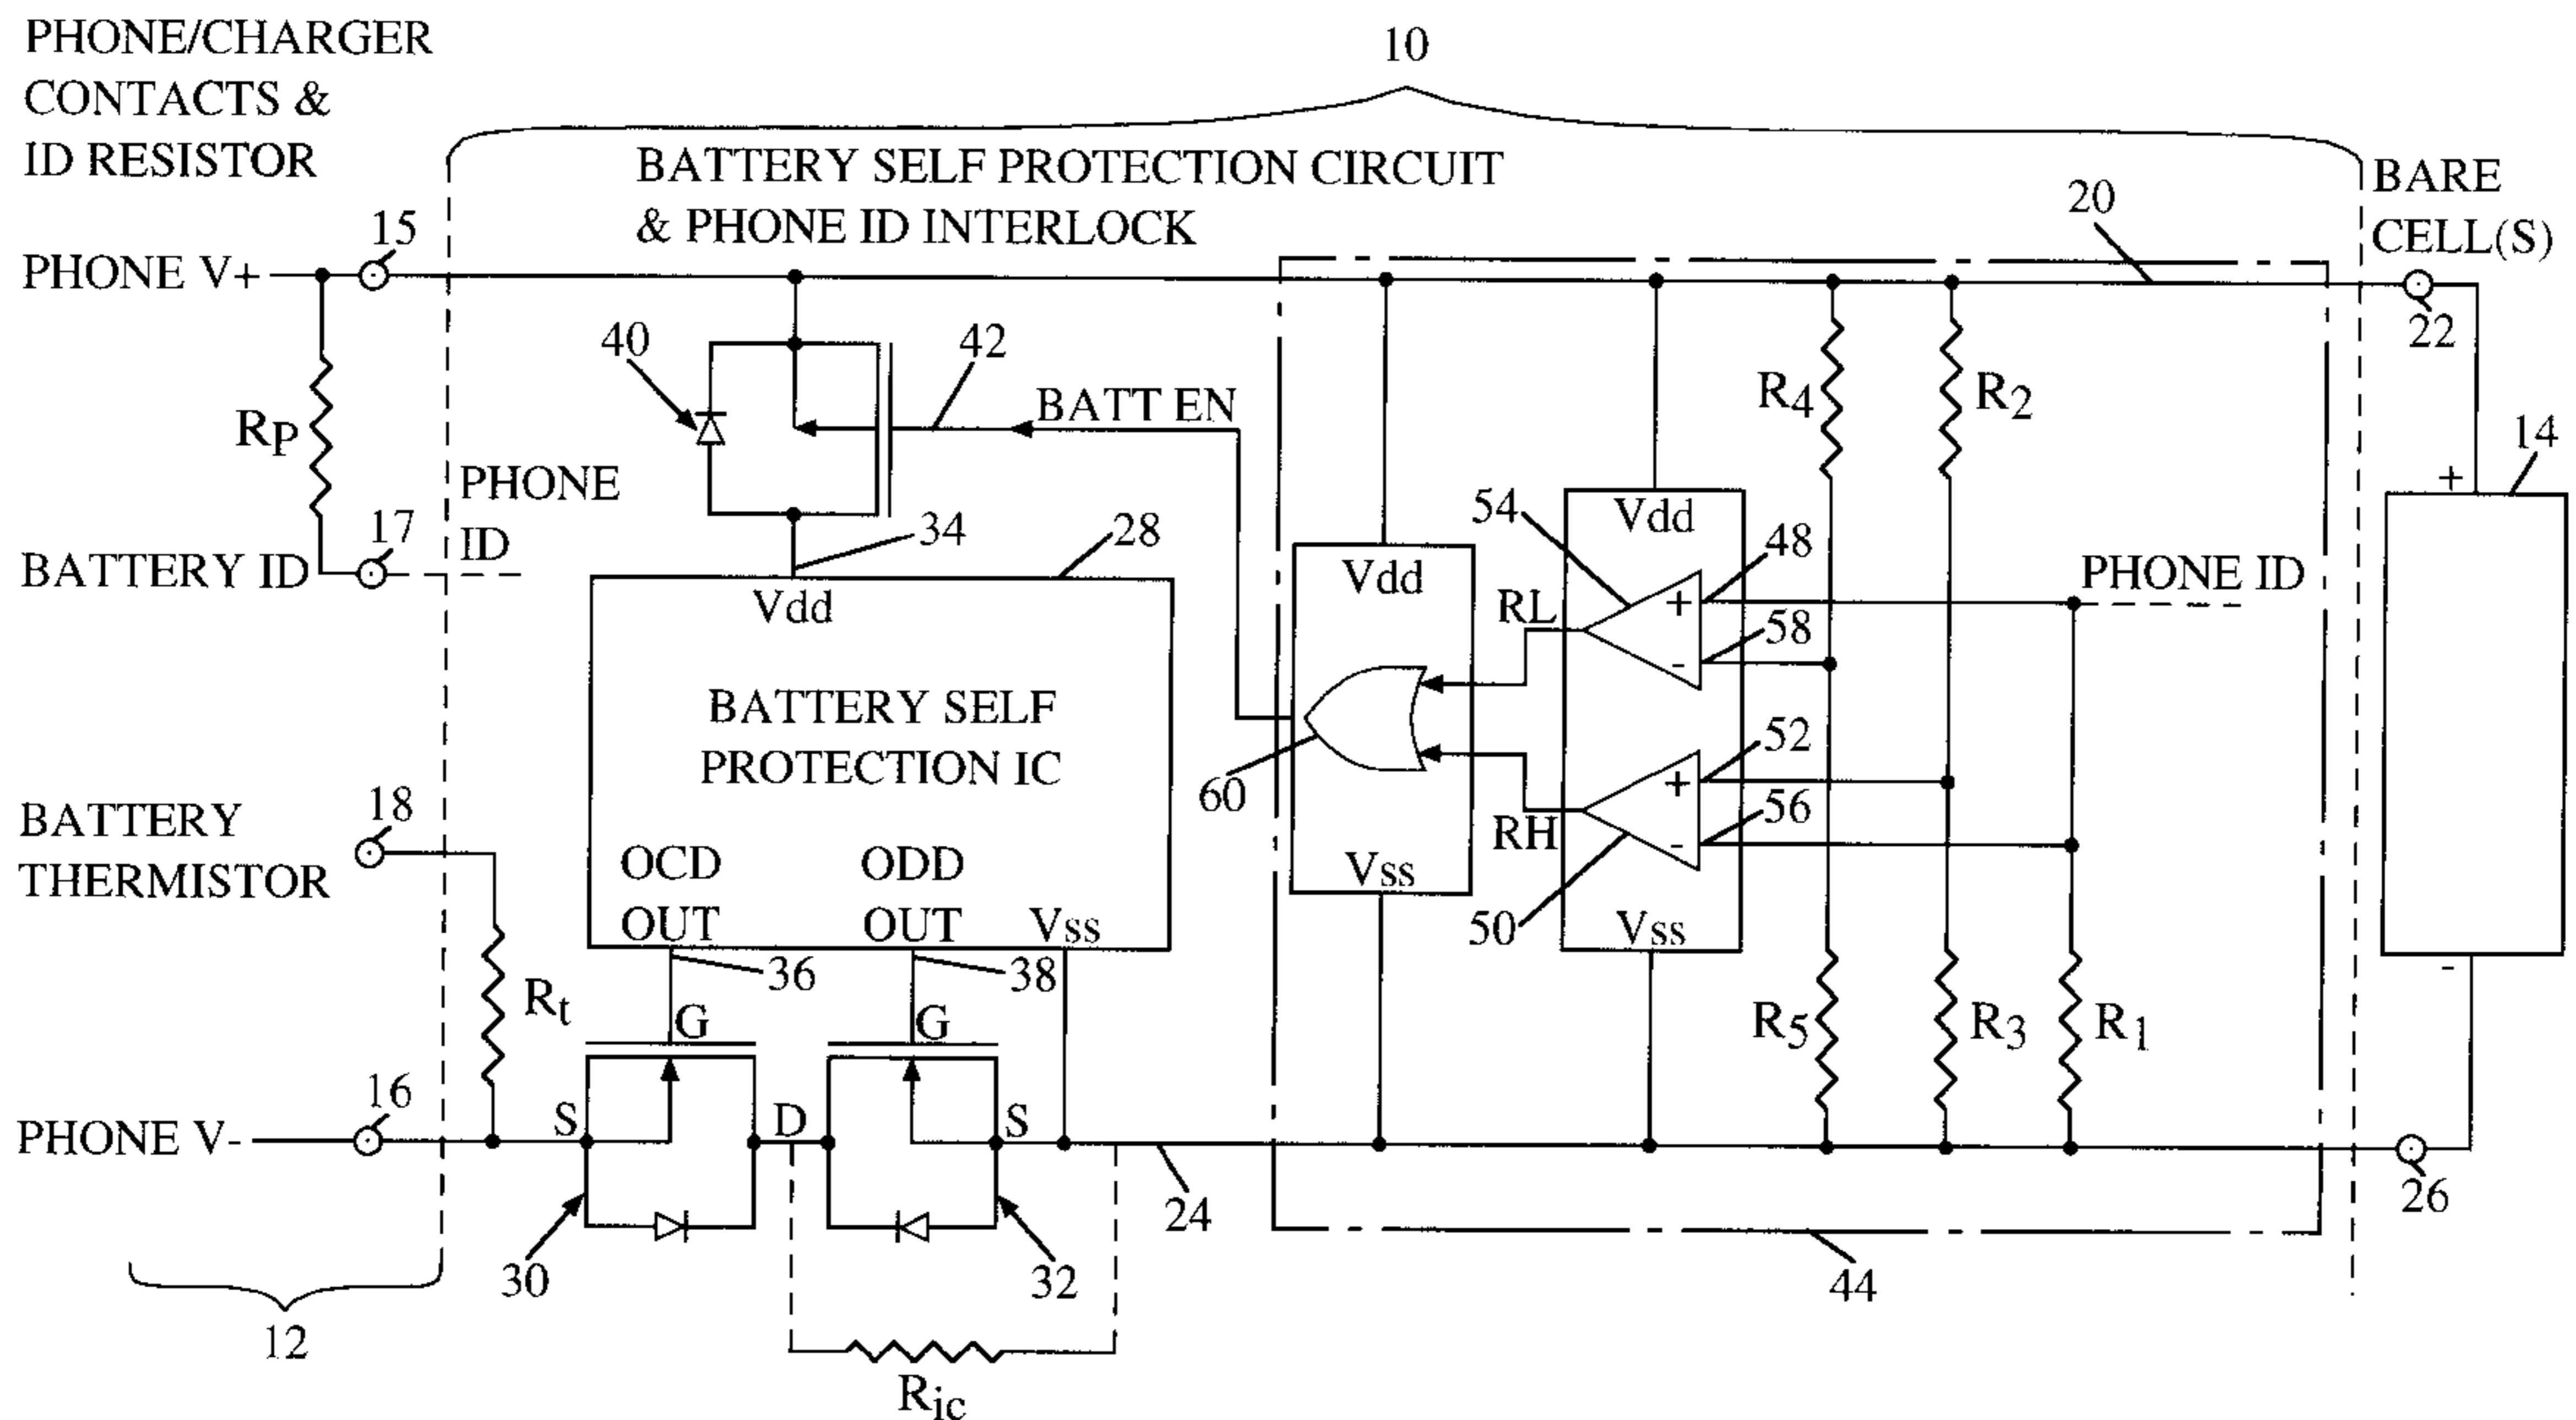 PHONE/CHARGER
CONTACTS &
ID RESISTOR
10
BATTERY SELF PROTECTION CIRCUIT
& PHONE ID INTERLOCK
BARE
CELL(S)
20
15
PHONE V+
22
40
42
BATT EN
R4
R2
RP
14
+
PHONE
ID
17
BATTERY ID
34
28
54
Vdd
48
PHONE ID
Vdd
Vdd
RL
+
58
-
BATTERY SELF
PROTECTION IC
52
+
60
56
-
RH
50
18
BATTERY
THERMISTOR
OCD
OUT
ODD
OUT
Vss
Vss
Vss
-
36
38
Rt
G
G
R5
R3
R1
16
PHONE V-
S
D
S
24
26
30
32
44
12
Ric